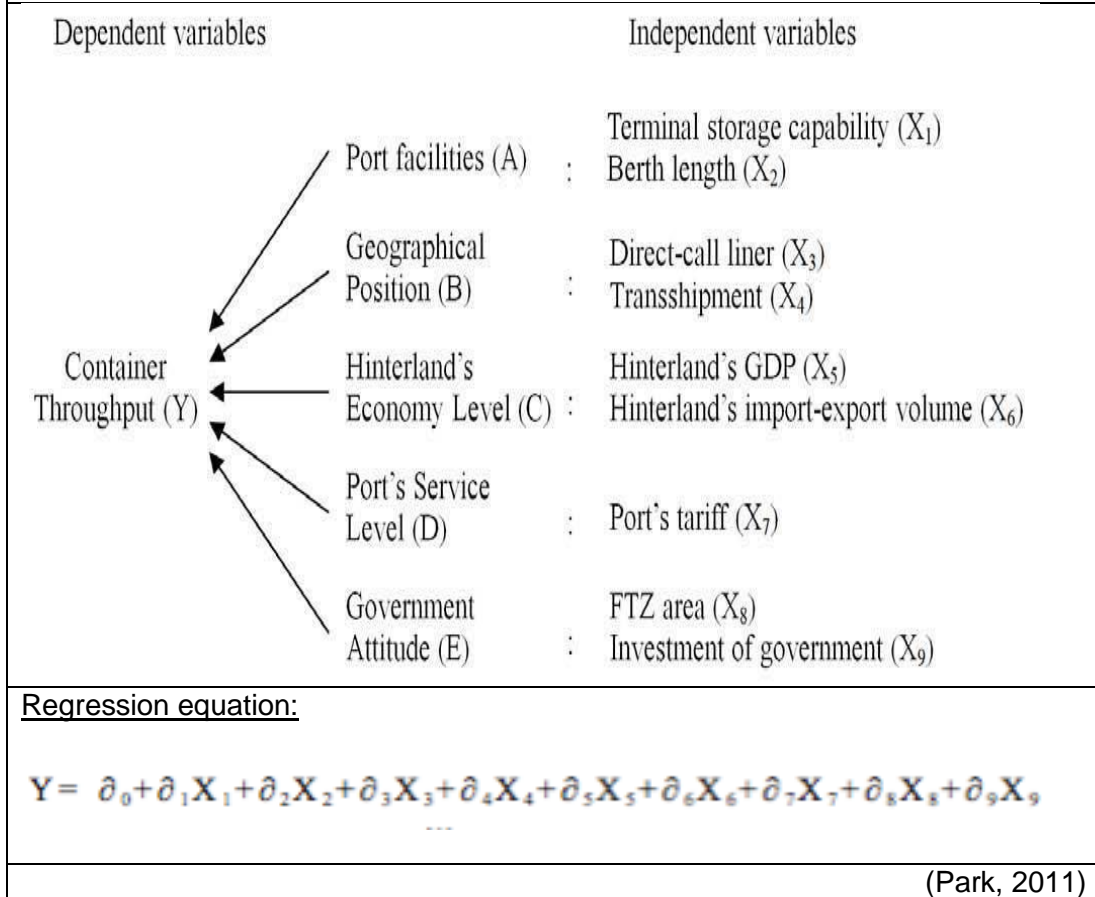 Dependent variables Independent variables
Port facilities (A) : Terminal storage capability (X₁)
Berth length (X₂)
Geographical
Position (B) : Direct-call liner (X₃)
Transshipment (X₄)
Container
Throughput (Y)
Hinterland's
Economy Level (C) : Hinterland's GDP (X₅)
Hinterland's import-export volume (X₆)
Port's Service
Level (D) : Port's tariff (X₇)
Government
Attitude (E) : FTZ area (X₈)
Investment of government (X₉)
Regression equation:
Y = ∂₀+∂₁X₁+∂₂X₂+∂₃X₃+∂₄X₄+∂₅X₅+∂₆X₆+∂₇X₇+∂₈X₈+∂₉X₉
...
(Park, 2011)